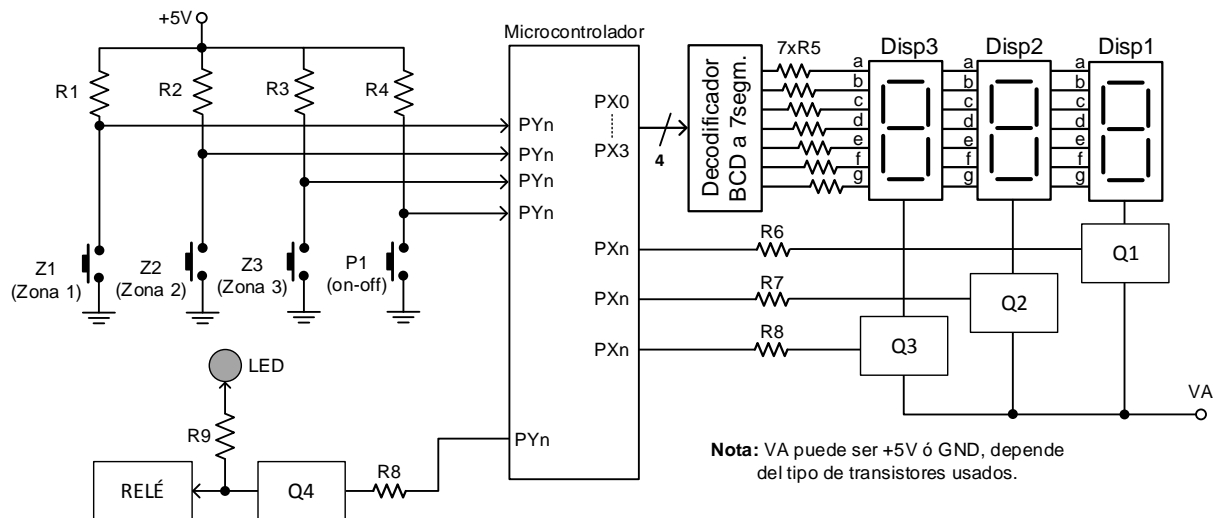 +5V
Microcontrolador
R1
R2
R3
R4
PYn
PYn
PYn
PYn
Z1
(Zona 1)
Z2
(Zona 2)
Z3
(Zona 3)
P1
(on-off)
PX0
PX3
4
Decodificador
BCD a 7segm.
7xR5
a
b
c
d
e
f
g
Disp3
a
b
c
d
e
f
g
Disp2
a
b
c
d
e
f
g
Disp1
PXn
R6
Q1
PXn
R7
Q2
PXn
R8
Q3
VA
LED
R9
RELÉ
Q4
R8
PYn
Nota: VA puede ser +5V ó GND, depende
del tipo de transistores usados.